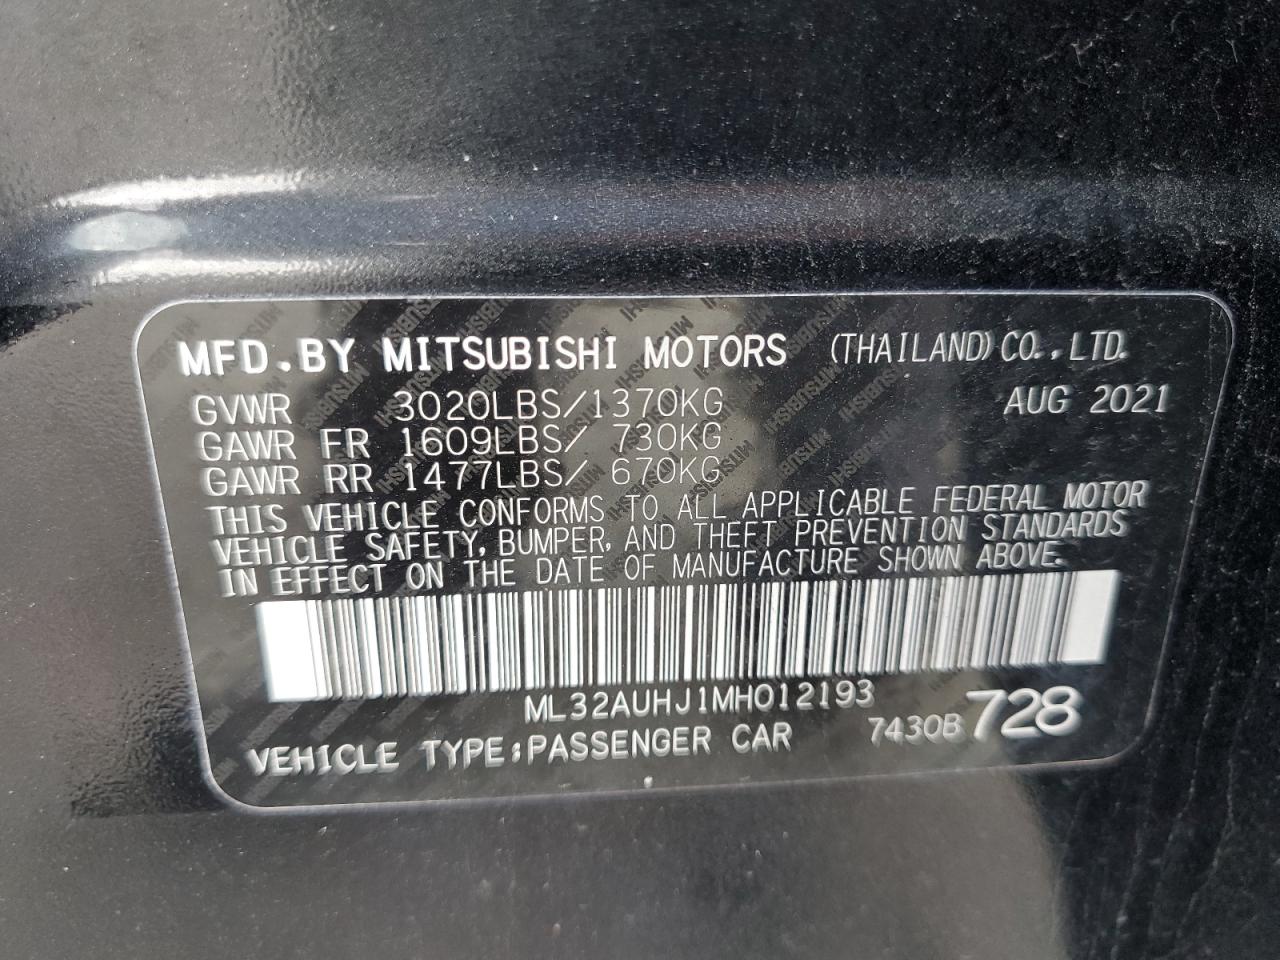 MFD.BY MITSUBISHI MOTORS (THAILAND) CO.,LTD.
GVWR 3020LBS/1370KG AUG 2021
GAWR FR 1609LBS/ 730KG
GAWR RR 1477LBS/ 670KG
THIS VEHICLE CONFORMS TO ALL APPLICABLE FEDERAL MOTOR
VEHICLE SAFETY, BUMPER, AND THEFT PREVENTION STANDARDS
IN EFFECT ON THE DATE OF MANUFACTURE SHOWN ABOVE.
ML32AUHJ1MH012193
VEHICLE TYPE:PASSENGER CAR 7430B728